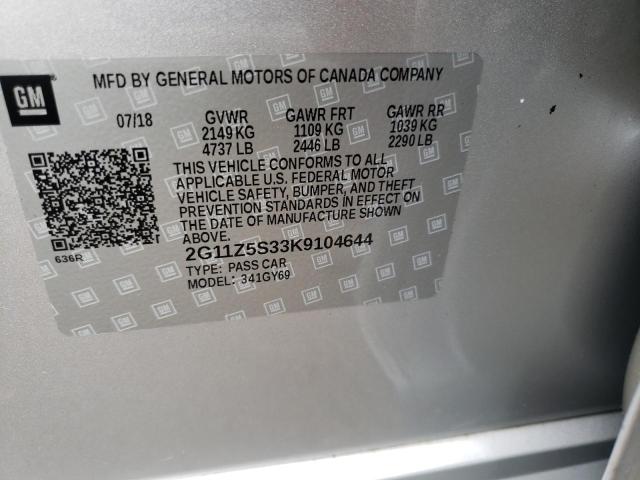 GM
MFD BY GENERAL MOTORS OF CANADA COMPANY
07/18 GVWR GAWR FRT GAWR RR
2149 KG 1109 KG 1039 KG
4737 LB 2446 LB 2290 LB
THIS VEHICLE CONFORMS TO ALL
APPLICABLE U.S. FEDERAL MOTOR
VEHICLE SAFETY, BUMPER, AND THEFT
PREVENTION STANDARDS IN EFFECT ON
THE DATE OF MANUFACTURE SHOWN
ABOVE.
636R
2G11Z5S33K9104644
TYPE: PASS CAR
MODEL: 341GY69